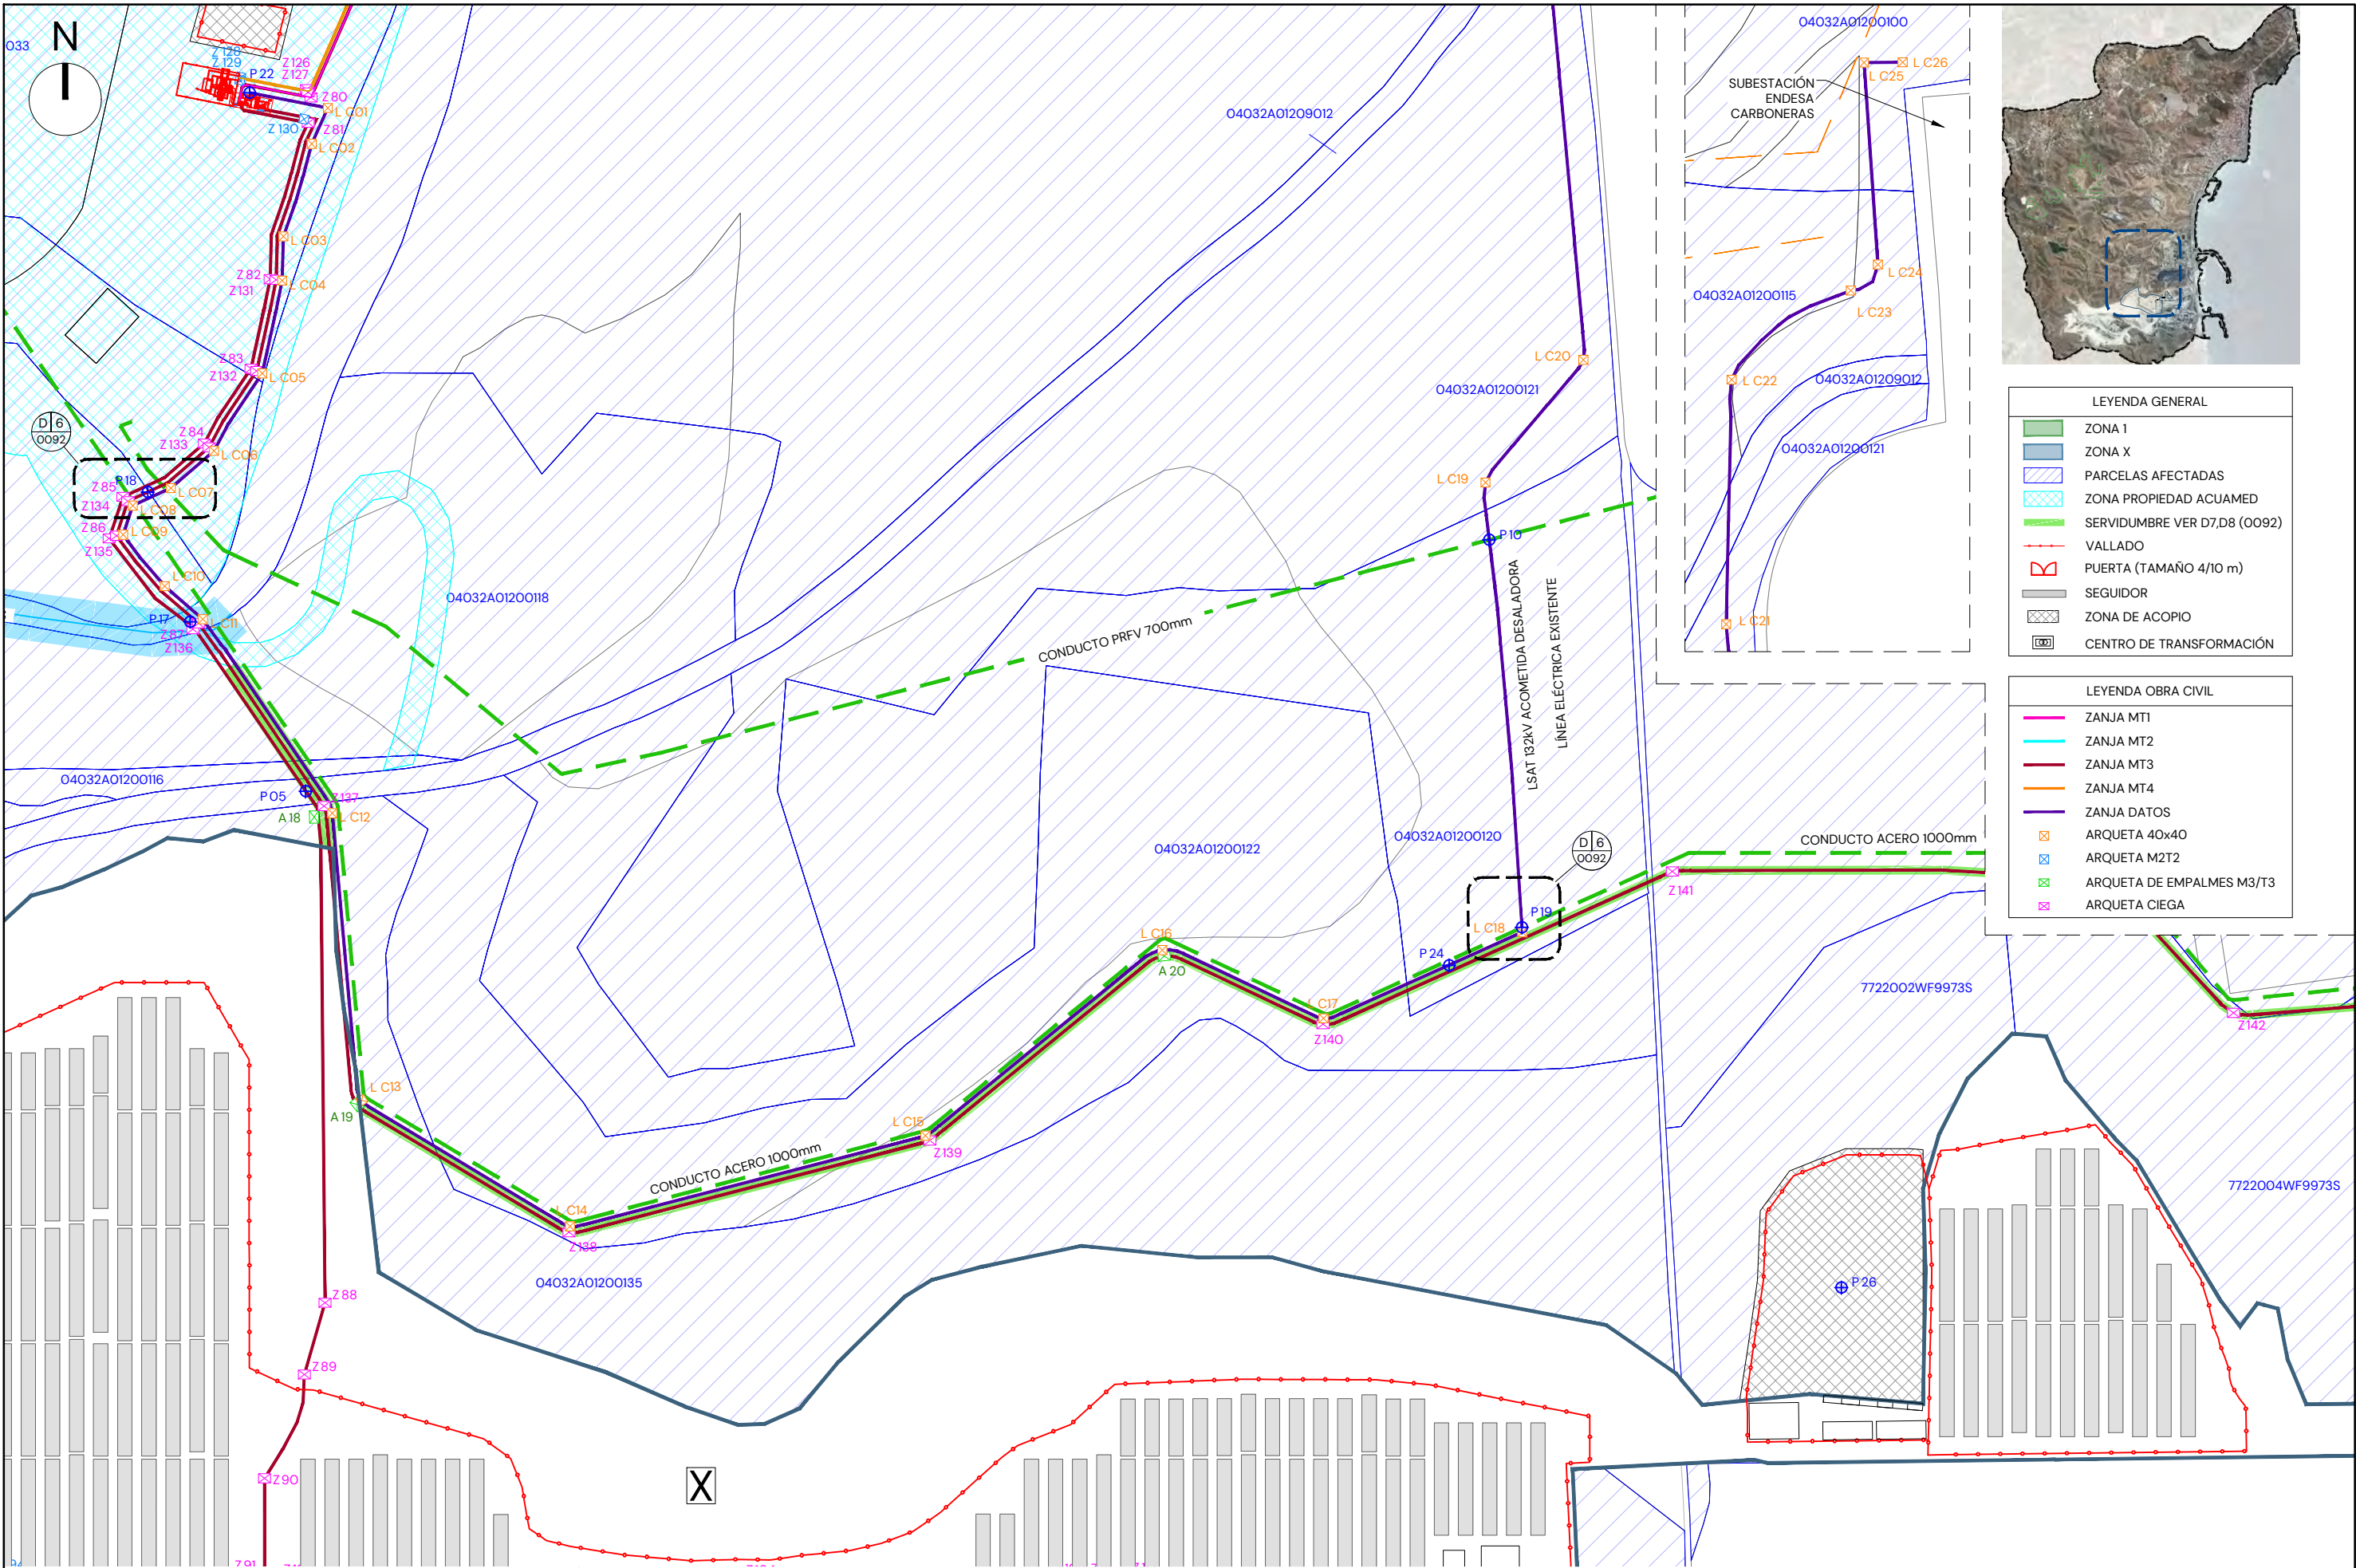 N
033
Z 128
Z 129
P 22
Z 126
Z 127
Z 80
L C01
Z 130
Z 81
L C02
L C03
Z 82
Z 131
L C04
Z 83
Z 132
L C05
D 6
0092
Z 84
Z 133
L C06
P 18
Z 85
L C07
Z 134
L C08
Z 86
L C09
Z 135
L C10
P 17
L C11
Z 87
Z 136
04032A01200118
04032A01200116
P 05
Z 137
A 18
L C12
L C13
A 19
L C14
Z 138
CONDUCTO ACERO 1000mm
L C15
Z 139
04032A01200135
Z 88
Z 89
Z 90
Z 91
X
04032A01209012
CONDUCTO PRFV 700mm
04032A01200122
L C16
A 20
L C17
Z 140
P 24
L C18
P 19
D 6
0092
04032A01200120
L C20
04032A01200121
L C19
P 10
LSAT 132kV ACOMETIDA DESALADORA
LÍNEA ELÉCTRICA EXISTENTE
Z 141
CONDUCTO ACERO 1000mm
7722002WF9973S
Z 142
7722004WF9973S
P 26
04032A01200100
L C26
L C25
SUBESTACIÓN
ENDESA
CARBONERAS
L C24
04032A01200115
L C23
L C22
04032A01209012
04032A01200121
L C21
LEYENDA GENERAL
ZONA 1
ZONA X
PARCELAS AFECTADAS
ZONA PROPIEDAD ACUAMED
SERVIDUMBRE VER D7,D8 (0092)
VALLADO
PUERTA (TAMAÑO 4/10 m)
SEGUIDOR
ZONA DE ACOPIO
CENTRO DE TRANSFORMACIÓN
LEYENDA OBRA CIVIL
ZANJA MT1
ZANJA MT2
ZANJA MT3
ZANJA MT4
ZANJA DATOS
ARQUETA 40x40
ARQUETA M2T2
ARQUETA DE EMPALMES M3/T3
ARQUETA CIEGA